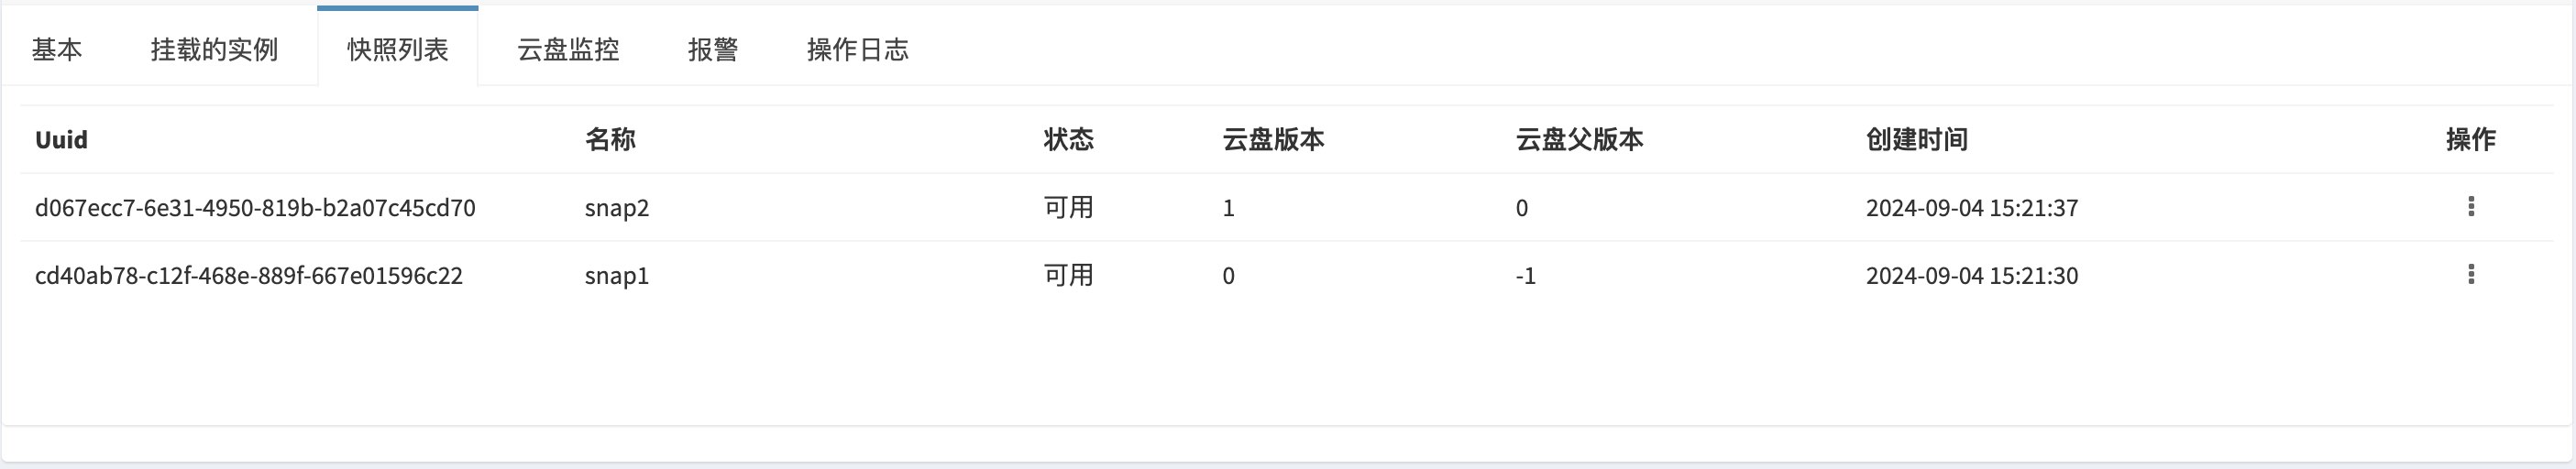 基本 挂载的实例 快照列表 云盘监控 报警 操作日志
Uuid 名称 状态 云盘版本 云盘父版本 创建时间 操作
d067ecc7-6e31-4950-819b-b2a07c45cd70 snap2 可用 1 0 2024-09-04 15:21:37
cd40ab78-c12f-468e-889f-667e01596c22 snap1 可用 0 -1 2024-09-04 15:21:30